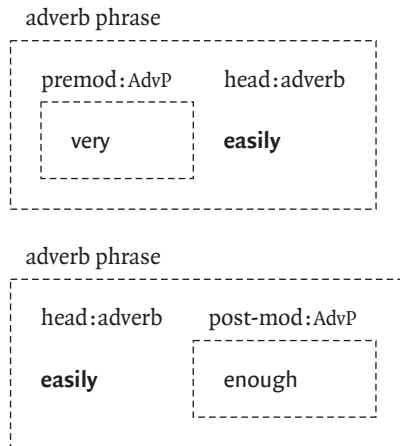 adverb phrase
premod:AdvP head:adverb
very easily
adverb phrase
head:adverb post-mod:AdvP
easily enough